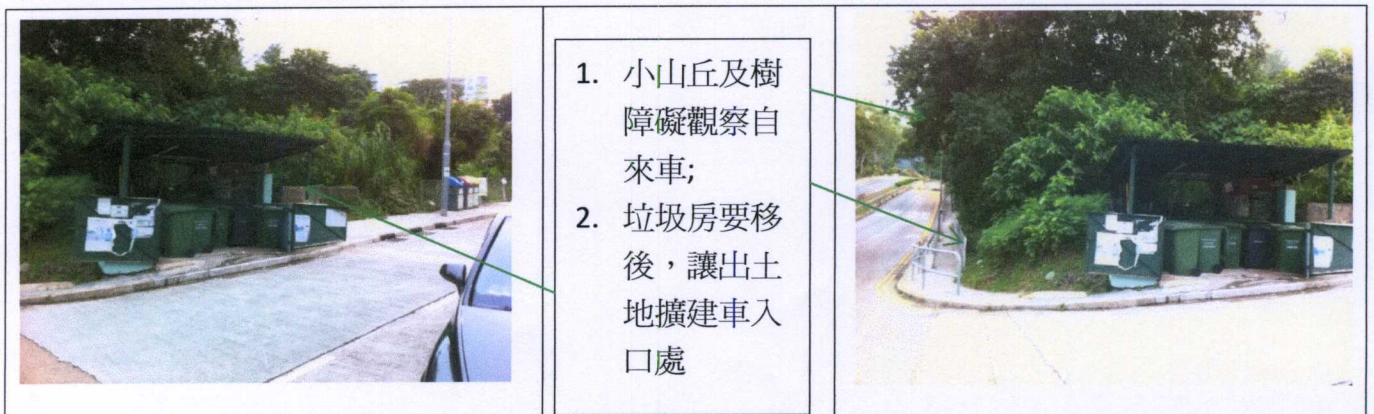 1. 小山丘及樹
障礙觀察自
來車;
2. 垃圾房要移
後，讓出土
地擴建車入
口處